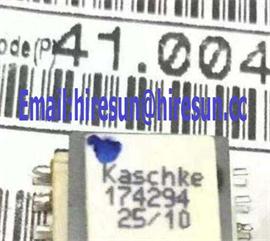 ode(P)
41.004
Email:hiresun@hiresun.cc
Kaschke
174294
25/10